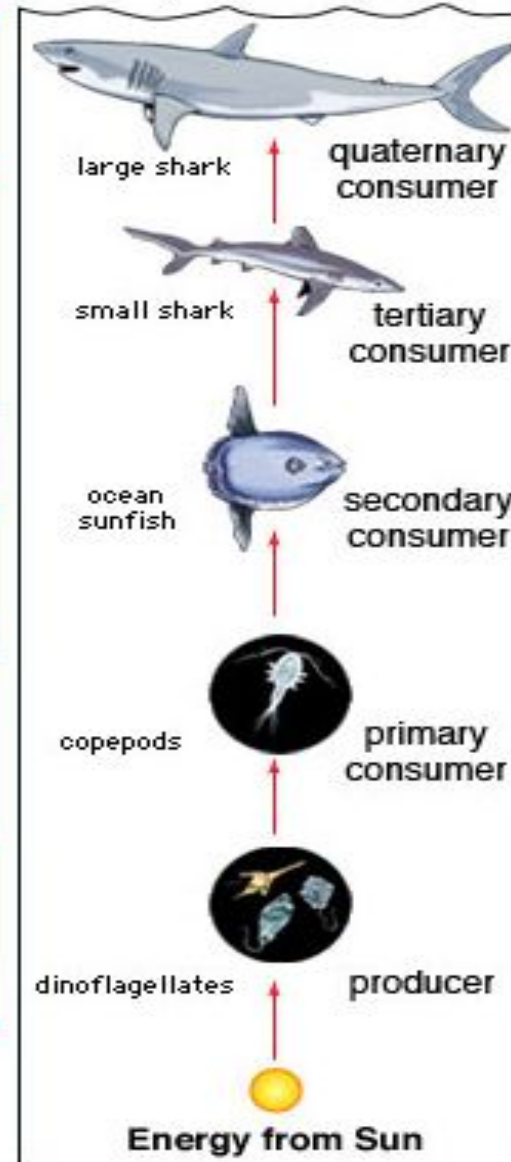 large shark
quaternary
consumer
small shark
tertiary
consumer
ocean
sunfish
secondary
consumer
copepods
primary
consumer
dinoflagellates
producer
Energy from Sun